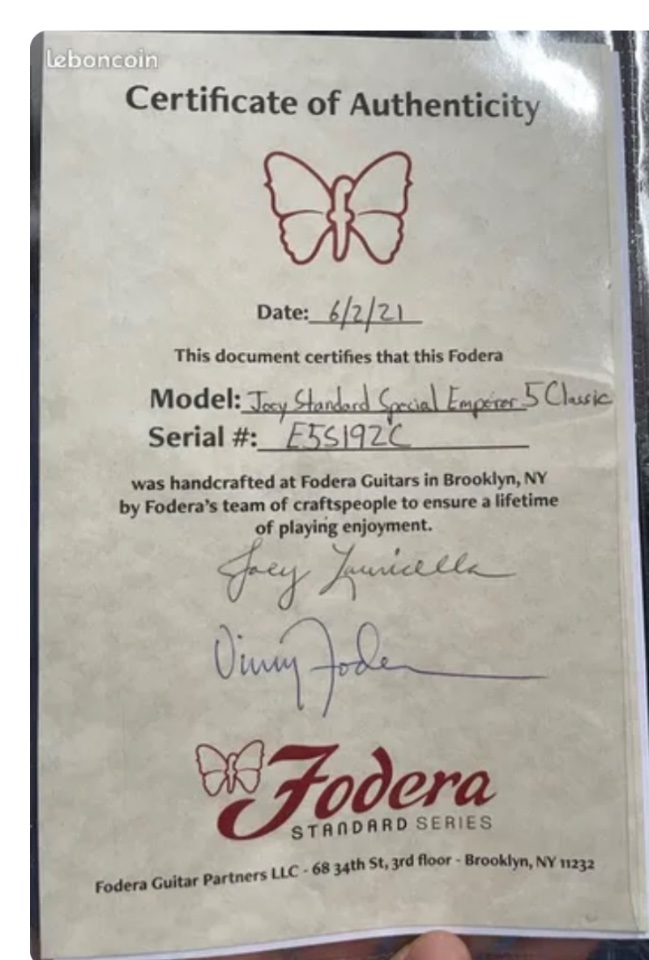 leboncoin
Certificate of Authenticity
Date: 6/2/21
This document certifies that this Fodera
Model: Joey Standard Special Emperor 5 Classic
Serial #: E5S192C
was handcrafted at Fodera Guitars in Brooklyn, NY
by Fodera's team of craftspeople to ensure a lifetime
of playing enjoyment.
Joey Lauricella
Vinny Fodera
Fodera
STANDARD SERIES
Fodera Guitar Partners LLC - 68 34th St, 3rd floor - Brooklyn, NY 11232